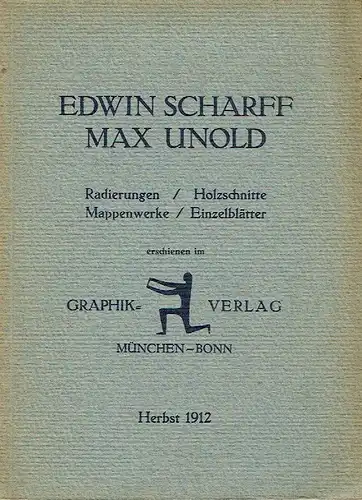 EDWIN SCHARFF
MAX UNOLD
Radierungen / Holzschnitte
Mappenwerke / Einzelblätter
erschienen im
GRAPHIK= VERLAG
MÜNCHEN–BONN
Herbst 1912